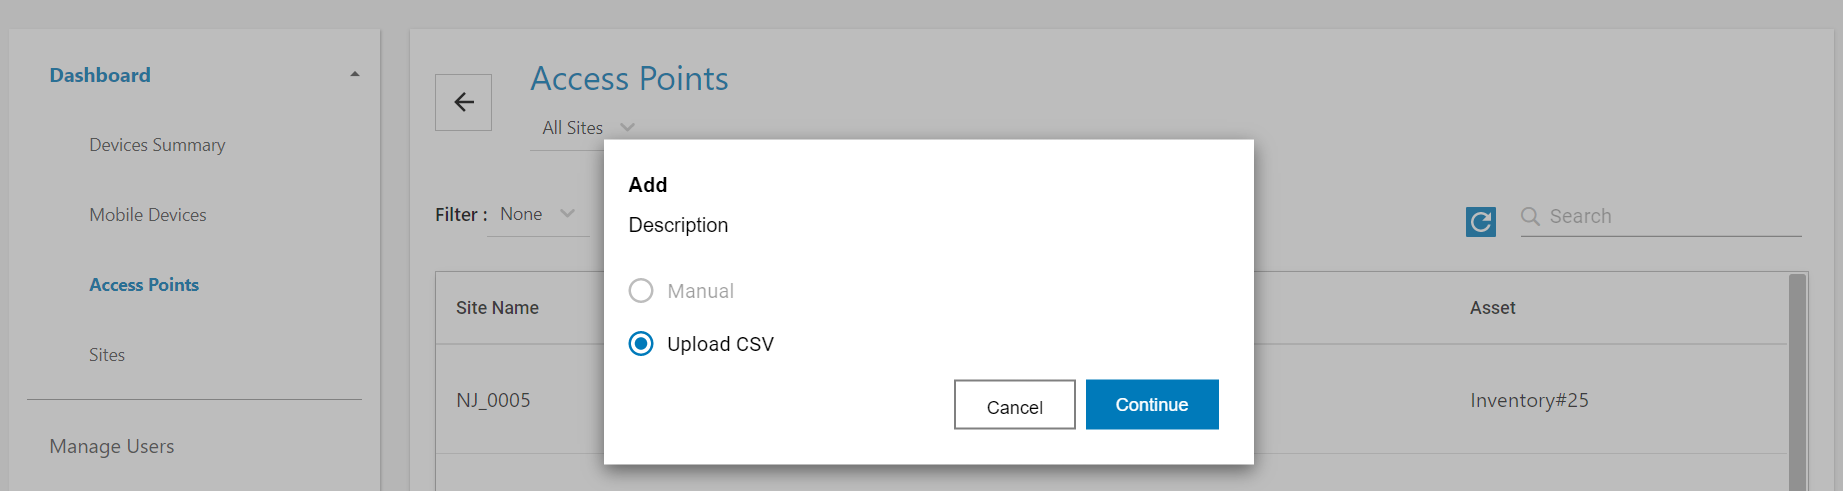 Dashboard
Devices Summary
Mobile Devices
Access Points
Sites
Manage Users
Access Points
All Sites
Filter : None
Search
Site Name
Asset
NJ_0005
Inventory#25
Add
Description
Manual
Upload CSV
Cancel
Continue